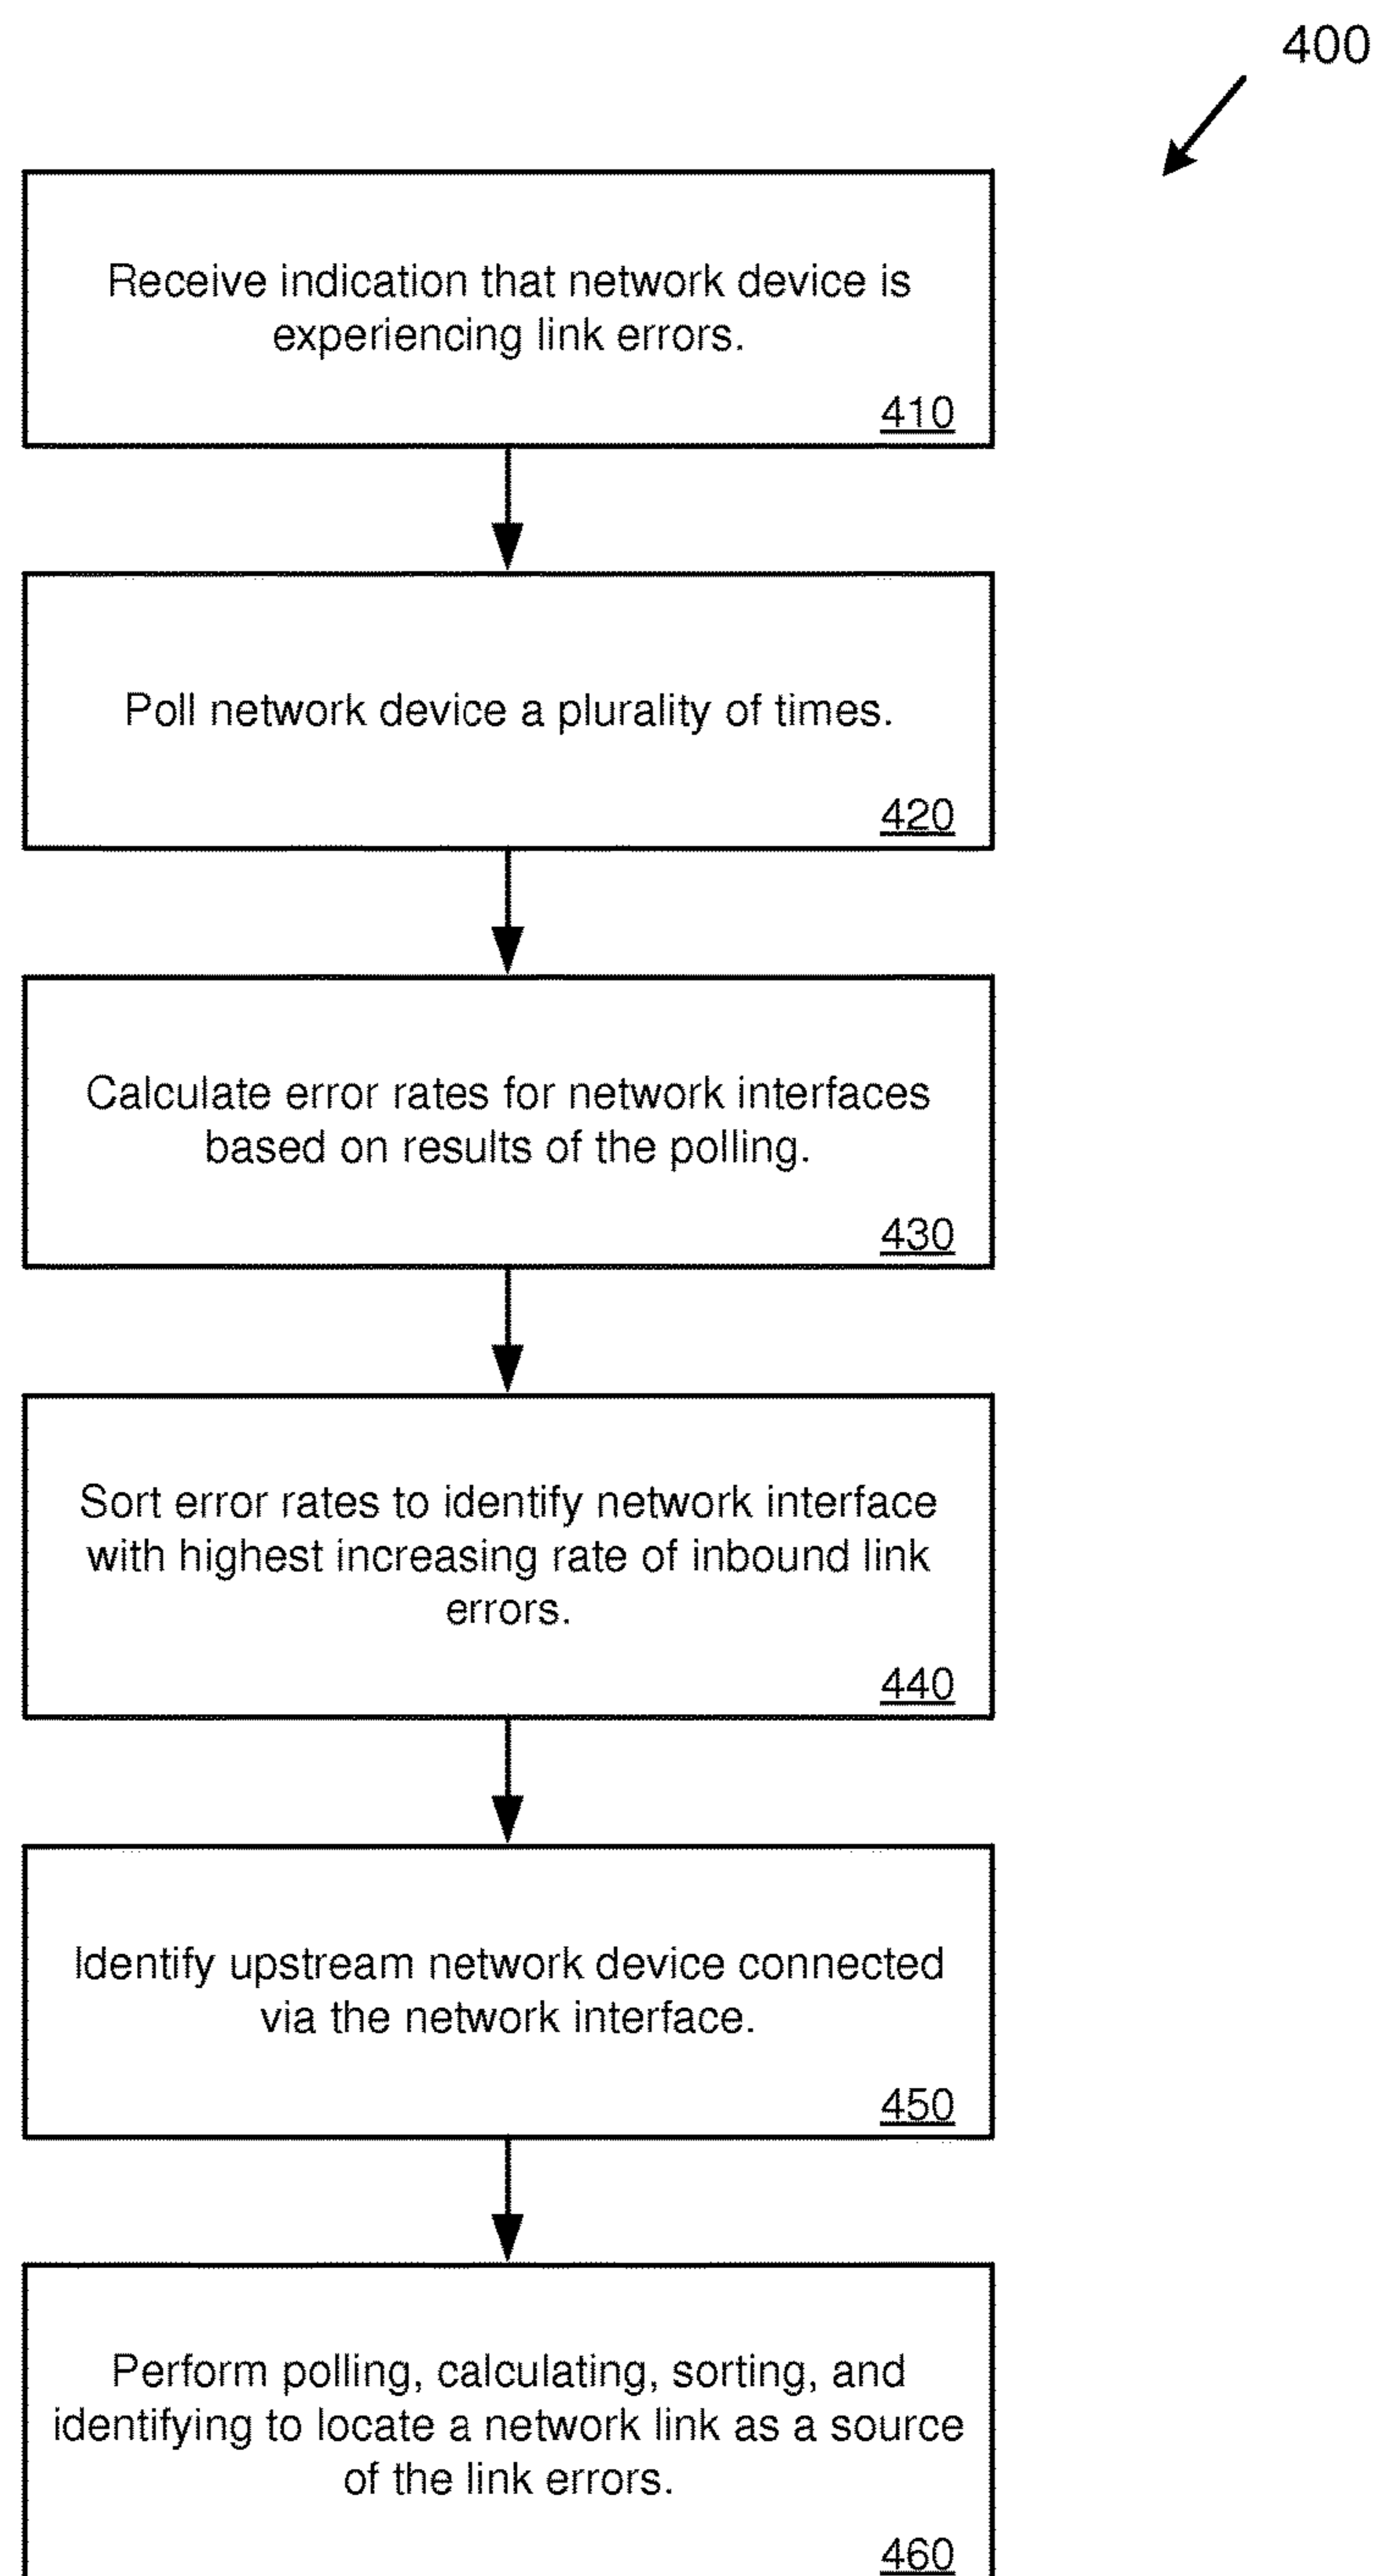 400
Receive indication that network device is
experiencing link errors.
410
Poll network device a plurality of times.
420
Calculate error rates for network interfaces
based on results of the polling.
430
Sort error rates to identify network interface
with highest increasing rate of inbound link
errors.
440
Identify upstream network device connected
via the network interface.
450
Perform polling, calculating, sorting, and
identifying to locate a network link as a source
of the link errors.
460